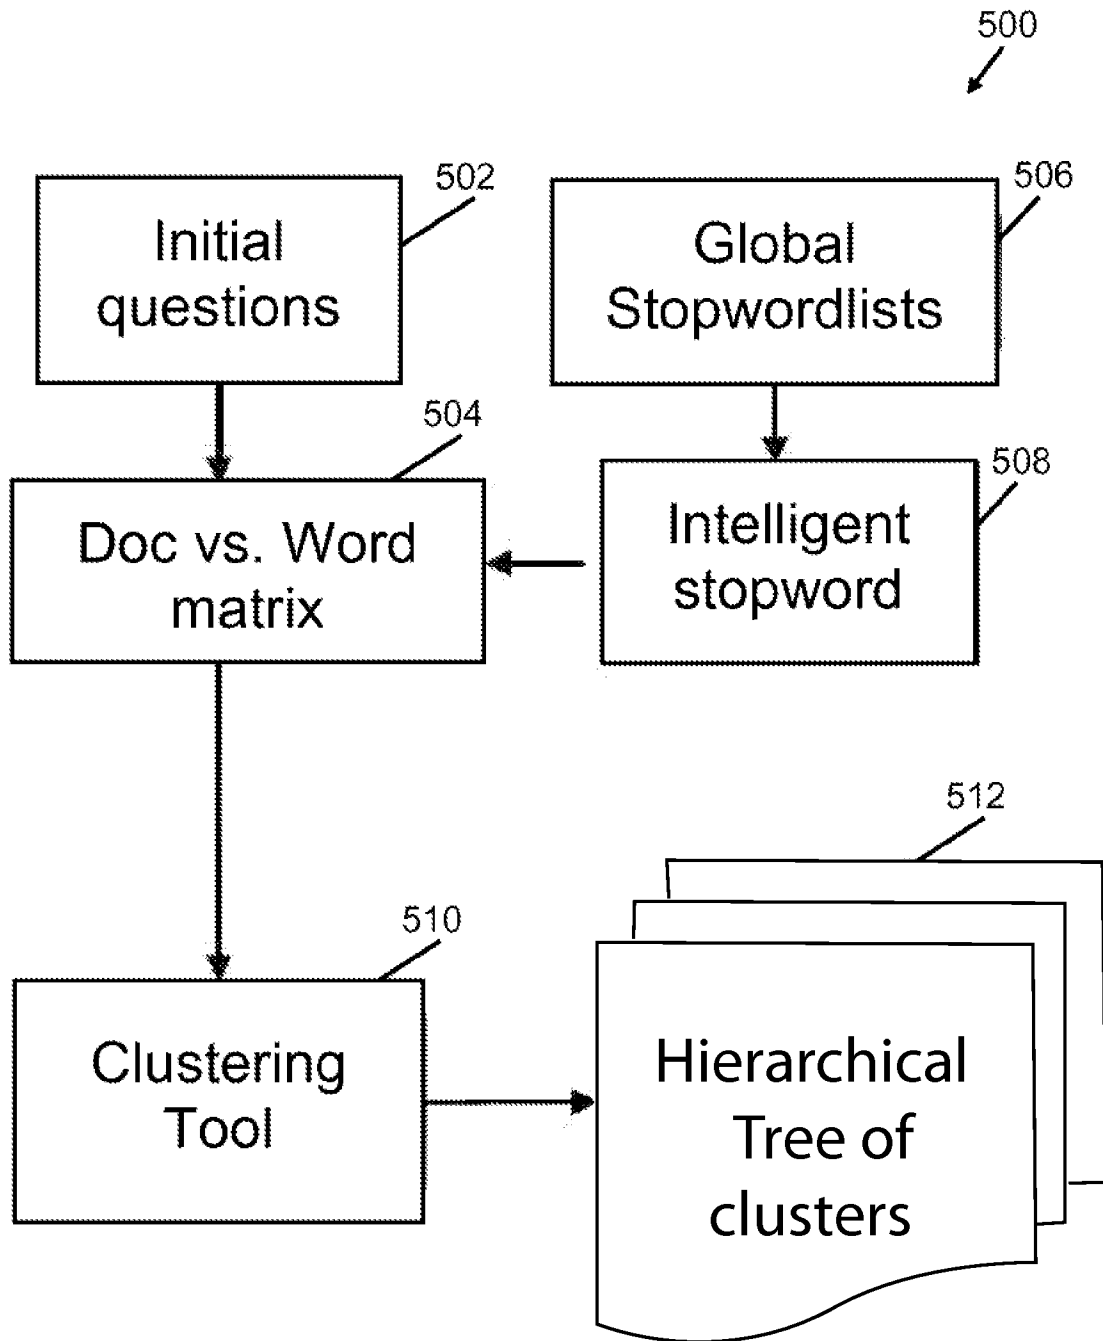 500
502
Initial
questions
506
Global
Stopwordlists
504
Doc vs. Word
matrix
508
Intelligent
stopword
510
Clustering
Tool
512
Hierarchical
Tree of
clusters